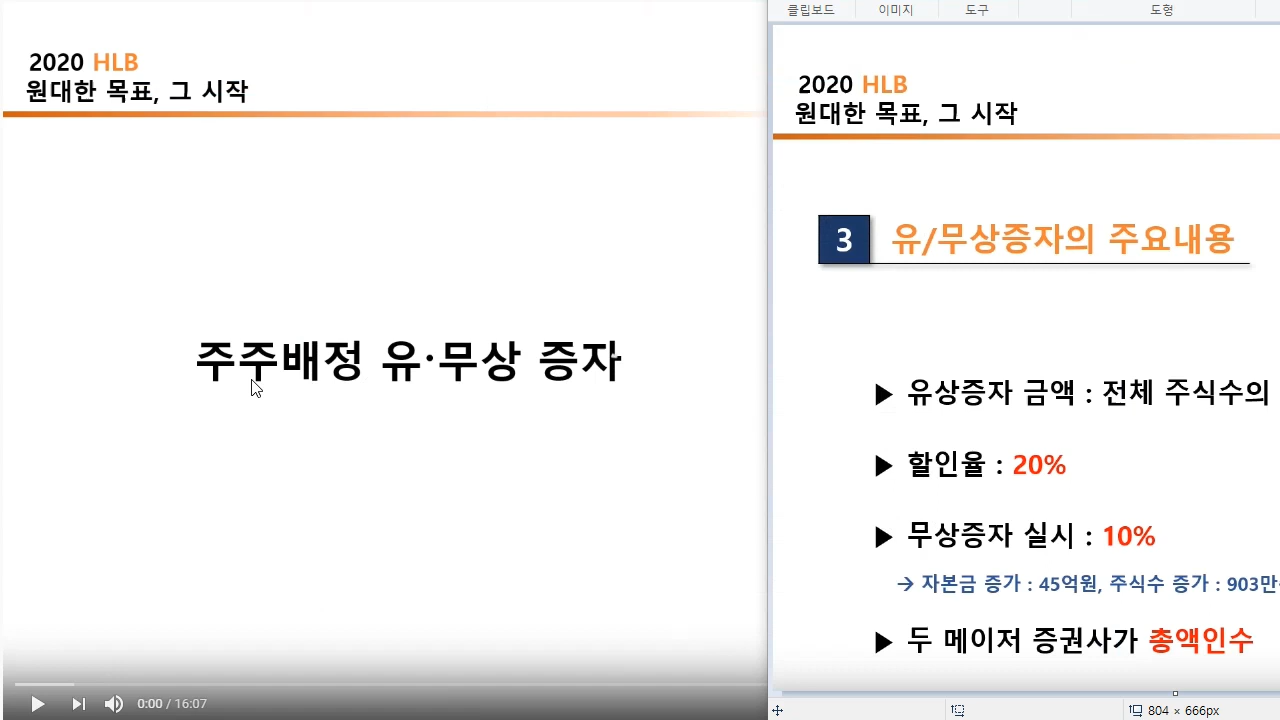 2020 HLB
원대한 목표, 그 시작
주주배정 유·무상 증자
0:00 / 16:07
클립보드 이미지 도구 도형
2020 HLB
원대한 목표, 그 시작
3 유/무상증자의 주요내용
▶ 유상증자 금액 : 전체 주식수의
▶ 할인율 : 20%
▶ 무상증자 실시 : 10%
→ 자본금 증가 : 45억원, 주식수 증가 : 903만
▶ 두 메이저 증권사가 총액인수
804 × 666px